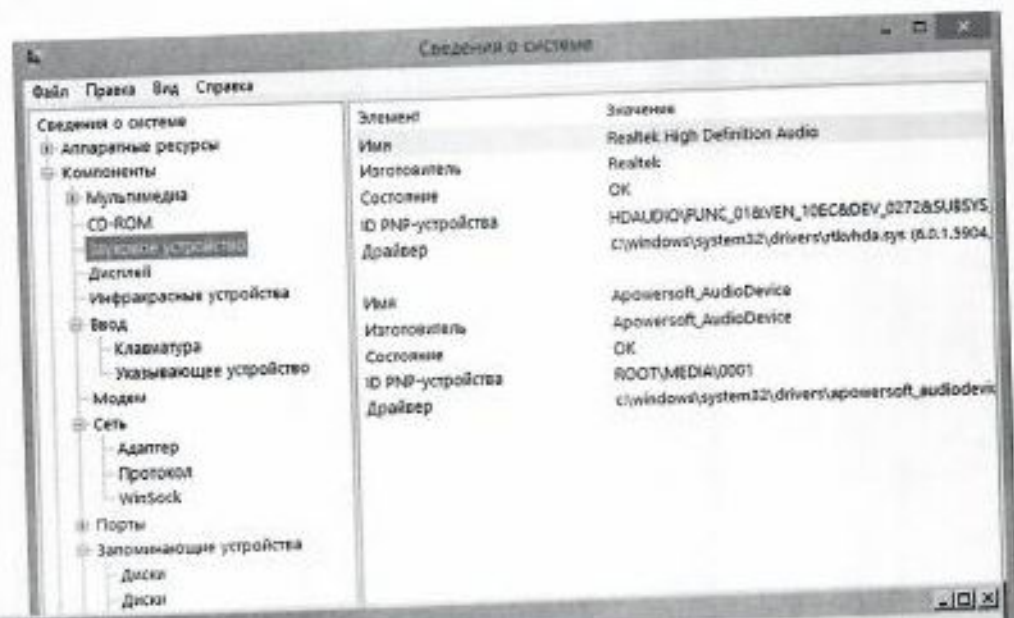 Сведения о системе
Файл Правка Вид Справка
Сведения о системе
Аппаратные ресурсы
Компоненты
Мультимедиа
CD-ROM
Звуковое устройство
Дисплей
Инфракрасные устройства
Ввод
Клавиатура
Указывающее устройство
Модем
Сеть
Адаптер
Протокол
WinSock
Порты
Запоминающие устройства
Диски
Диски
Элемент Значение
Имя Realtek High Definition Audio
Изготовитель Realtek
Состояние OK
ID PNP-устройства HDAUDIO\FUNC_01&VEN_10EC&DEV_0272&SUBSYS_
Драйвер c:\windows\system32\drivers\rtkvhda.sys (6.0.1.5904,
Имя Apowersoft_AudioDevice
Изготовитель Apowersoft_AudioDevice
Состояние OK
ID PNP-устройства ROOT\MEDIA\0001
Драйвер c:\windows\system32\drivers\apowersoft_audiodevic